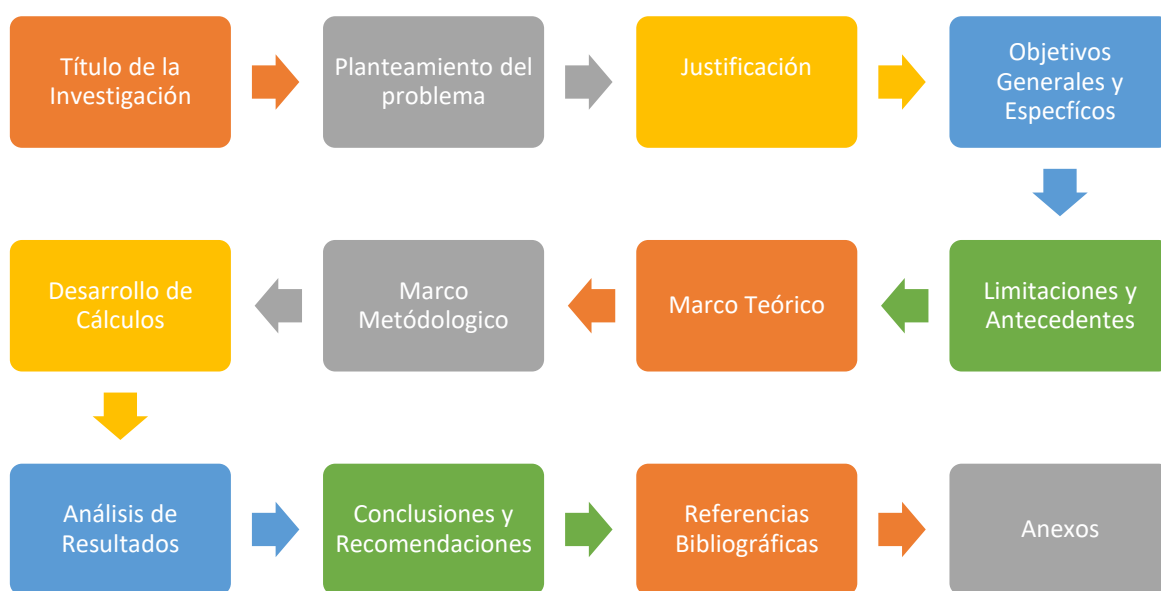 Título de la
Investigación
Planteamiento del
problema
Justificación
Objetivos
Generales y
Especfícos
Limitaciones y
Antecedentes
Marco Teórico
Marco
Metódologico
Desarrollo de
Cálculos
Análisis de
Resultados
Conclusiones y
Recomendaciones
Referencias
Bibliográficas
Anexos